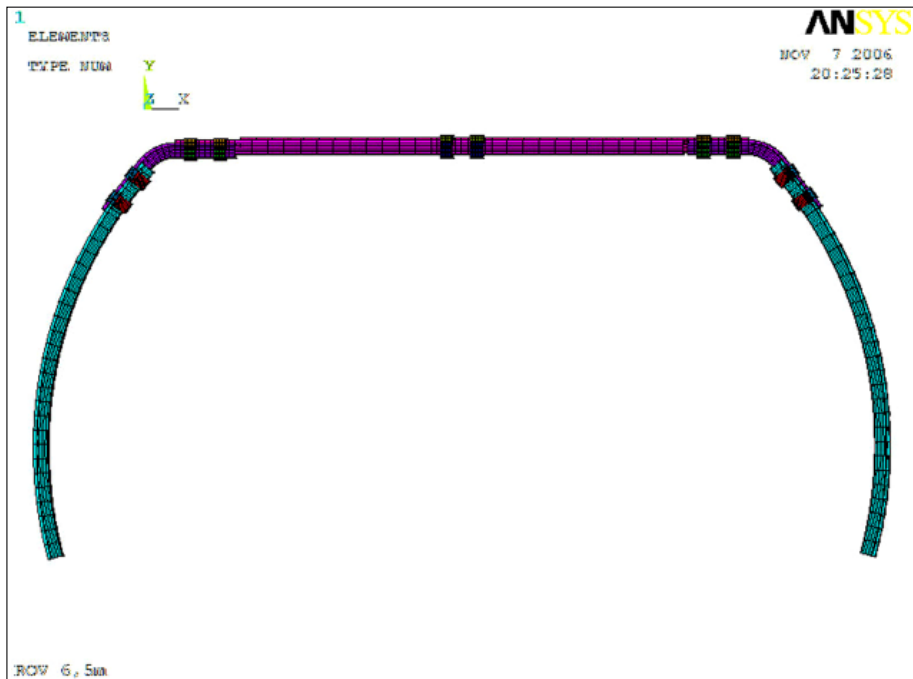 1
ELEMENTS
TYPE NUM
ANSYS
NOV 7 2006
20:25:28
Y
Z X
ROV 6,5m